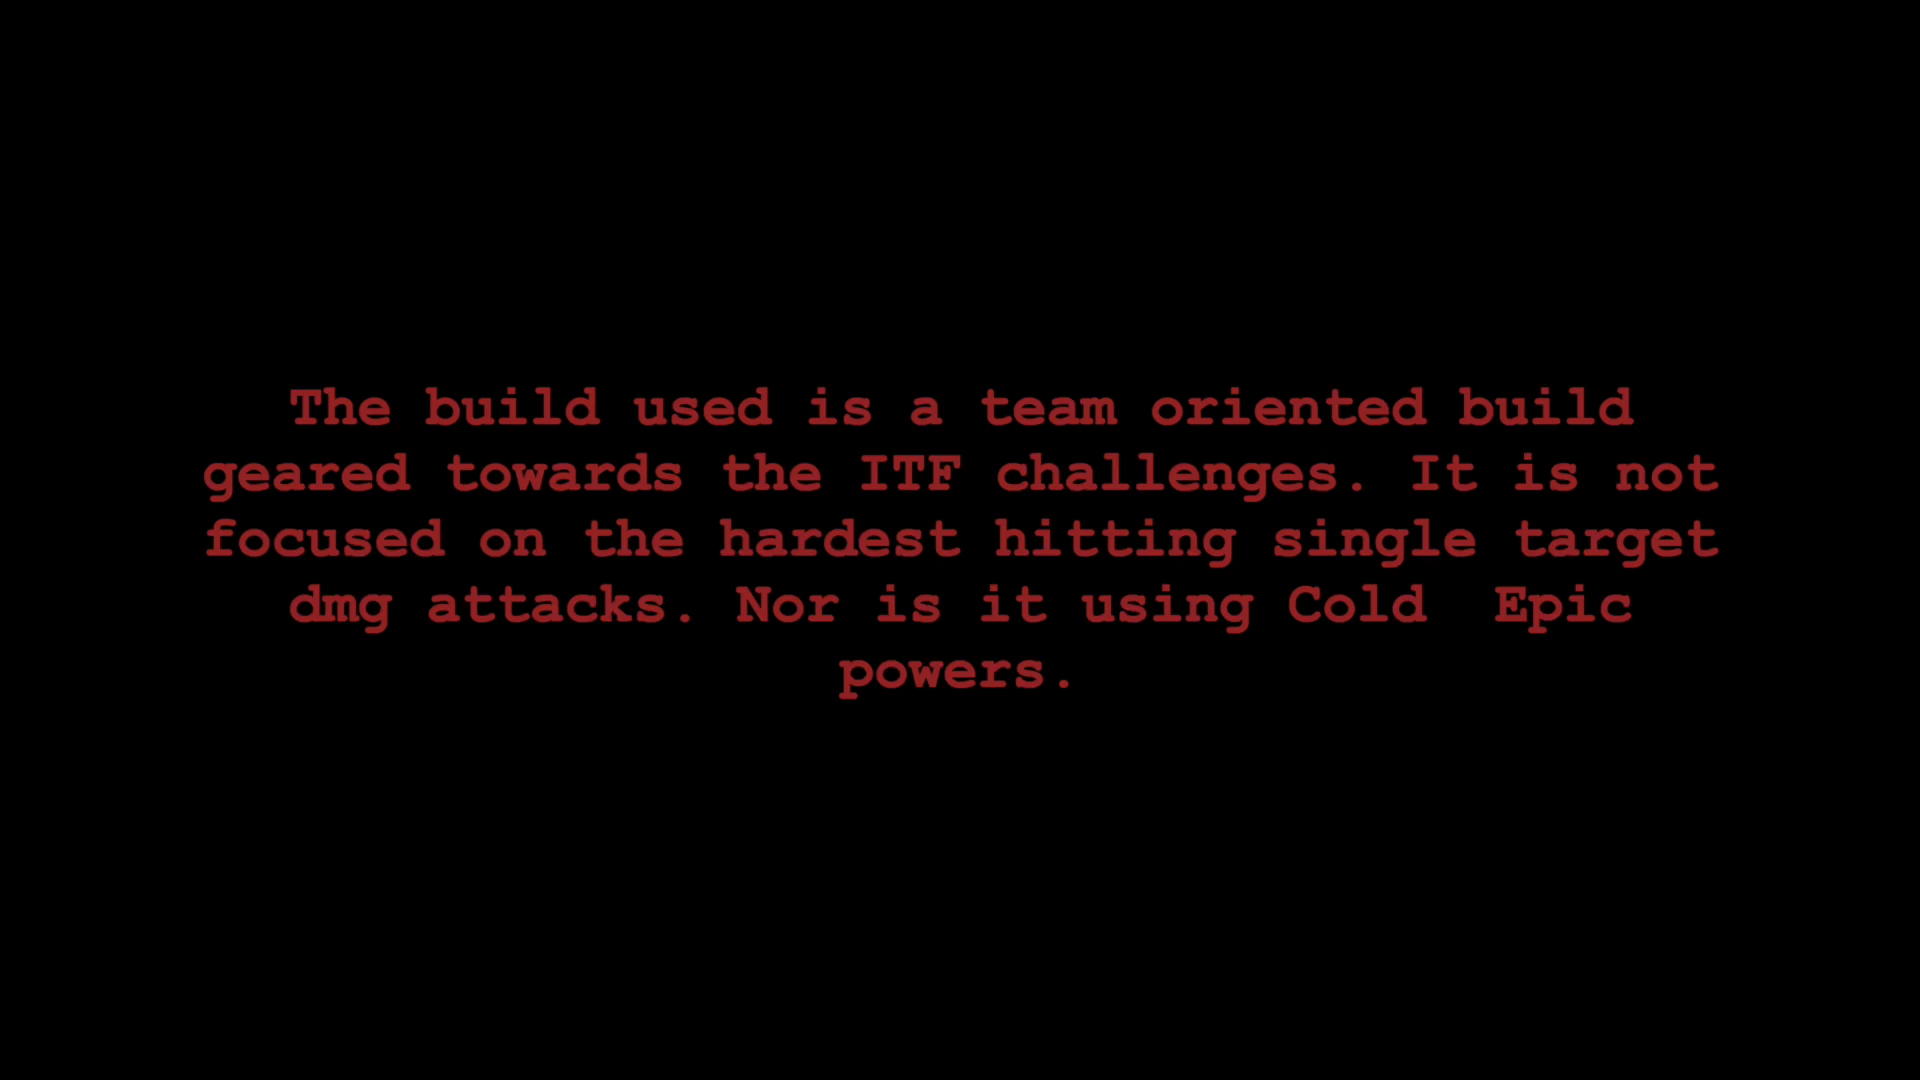 The build used is a team oriented build
geared towards the ITF challenges. It is not
focused on the hardest hitting single target
dmg attacks. Nor is it using Cold  Epic
powers.